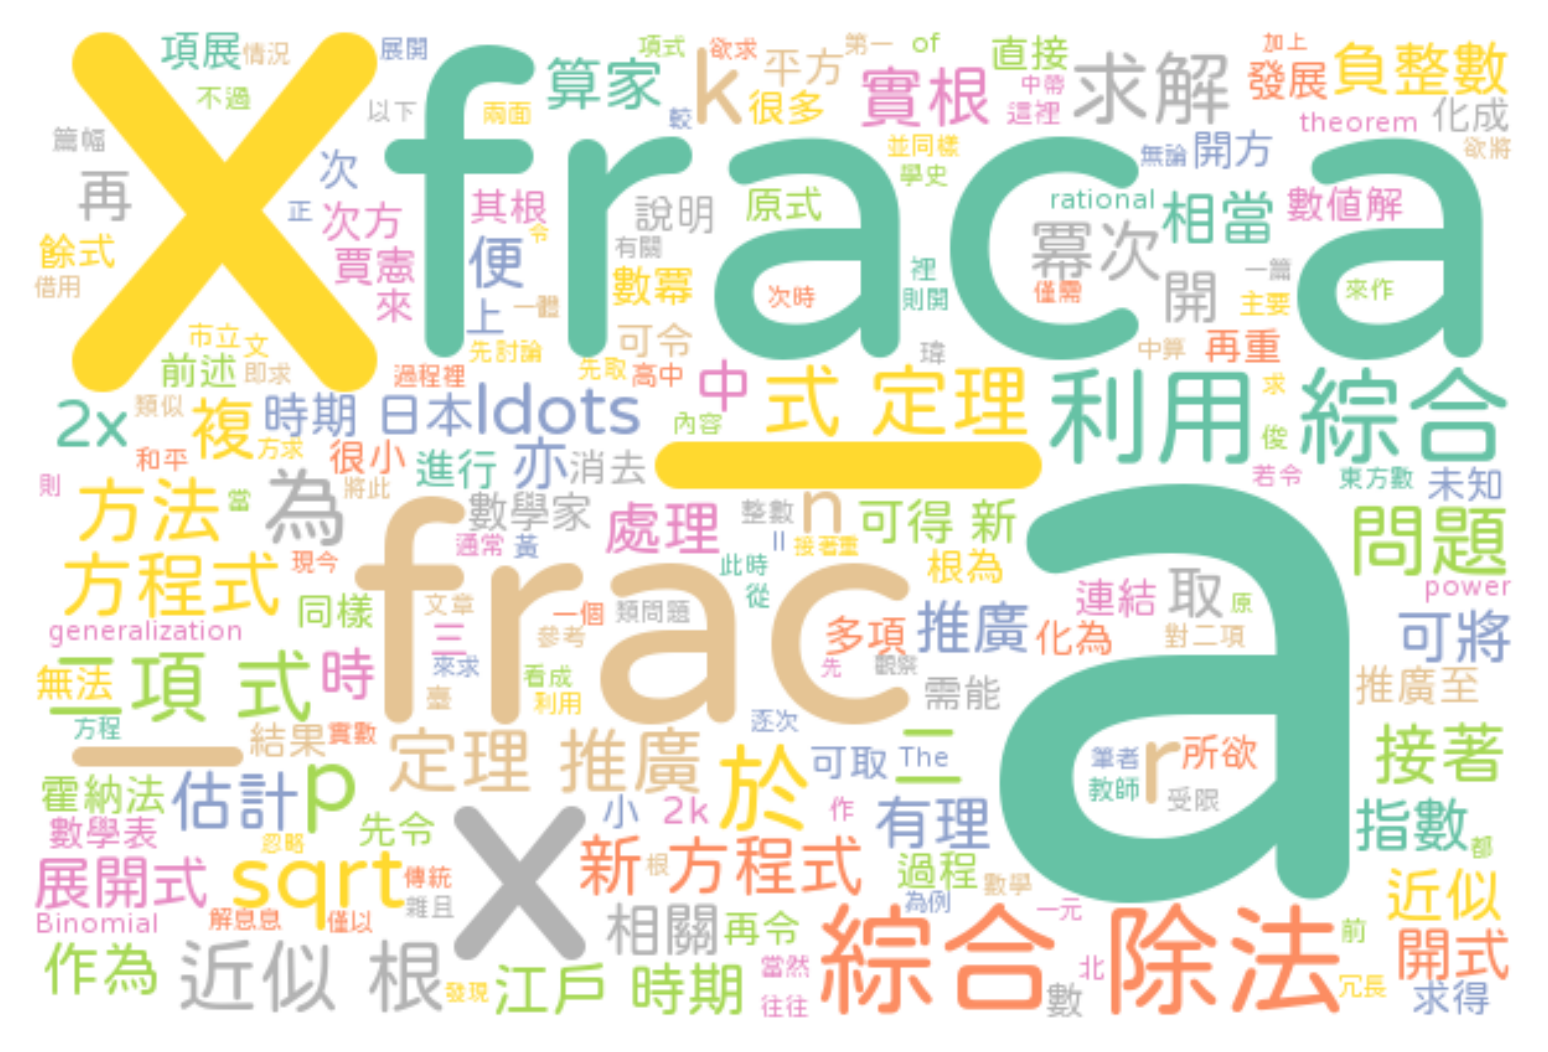 項展 情況 展開 項式 欲求 第一 of 直接 加上
X frac a
不過 以下 兩面 算家 k 平方 很多 實根 中帶 這裡 求解 發展 負整數
篇幅 較 theorem 化成
次 並同樣 無論 開方 欲將
再 正 次方 其根 令 說明 原式 學史 rational 相當 數值解
餘式 賈憲 便 有關 冪次 一篇
借用 來 上 一體 數冪 次時 裡 則開 僅需 開 主要 來作
市立 文 先討論 可令 瑋 中算 再重
前述 即求 過程裡 先取 高中 中 式 定理 利用 綜合 求
2x 類似 複 時期 日本 ldots 內容 俊
和平 方求 很小 進行 亦 消去 若令 東方數 未知
則 方法 當 將此 為 數學家 整數 n 可得 新 問題
通常 黃 處理 II 接著重
方程式 現今 frac 此時 根為 a power
同樣 文章 一個 類問題 從 連結 取 原
generalization 三 參考 多項 推廣 化為 對二項 可將
無法 二項 式 時 來求 看成 先 觀察
臺 利用 需能 推廣至
方程 結果 實數 定理 推廣 逐次 二
霍納法 估計 p 於 可取 The 筆者 r 所欲 接著
數學表 先令 小 2k 作 有理 教師 受限 指數
忽略 x 都
展開式 sqrt 傳統 新 根 方程式 過程 數學 近似
Binomial 解息息 僅以 雜且 為例 一元
作為 近似 根 相關 再令 綜合 除法 前 開式
發現 江戶 時期 當然 北 冗長
往往 數 求得